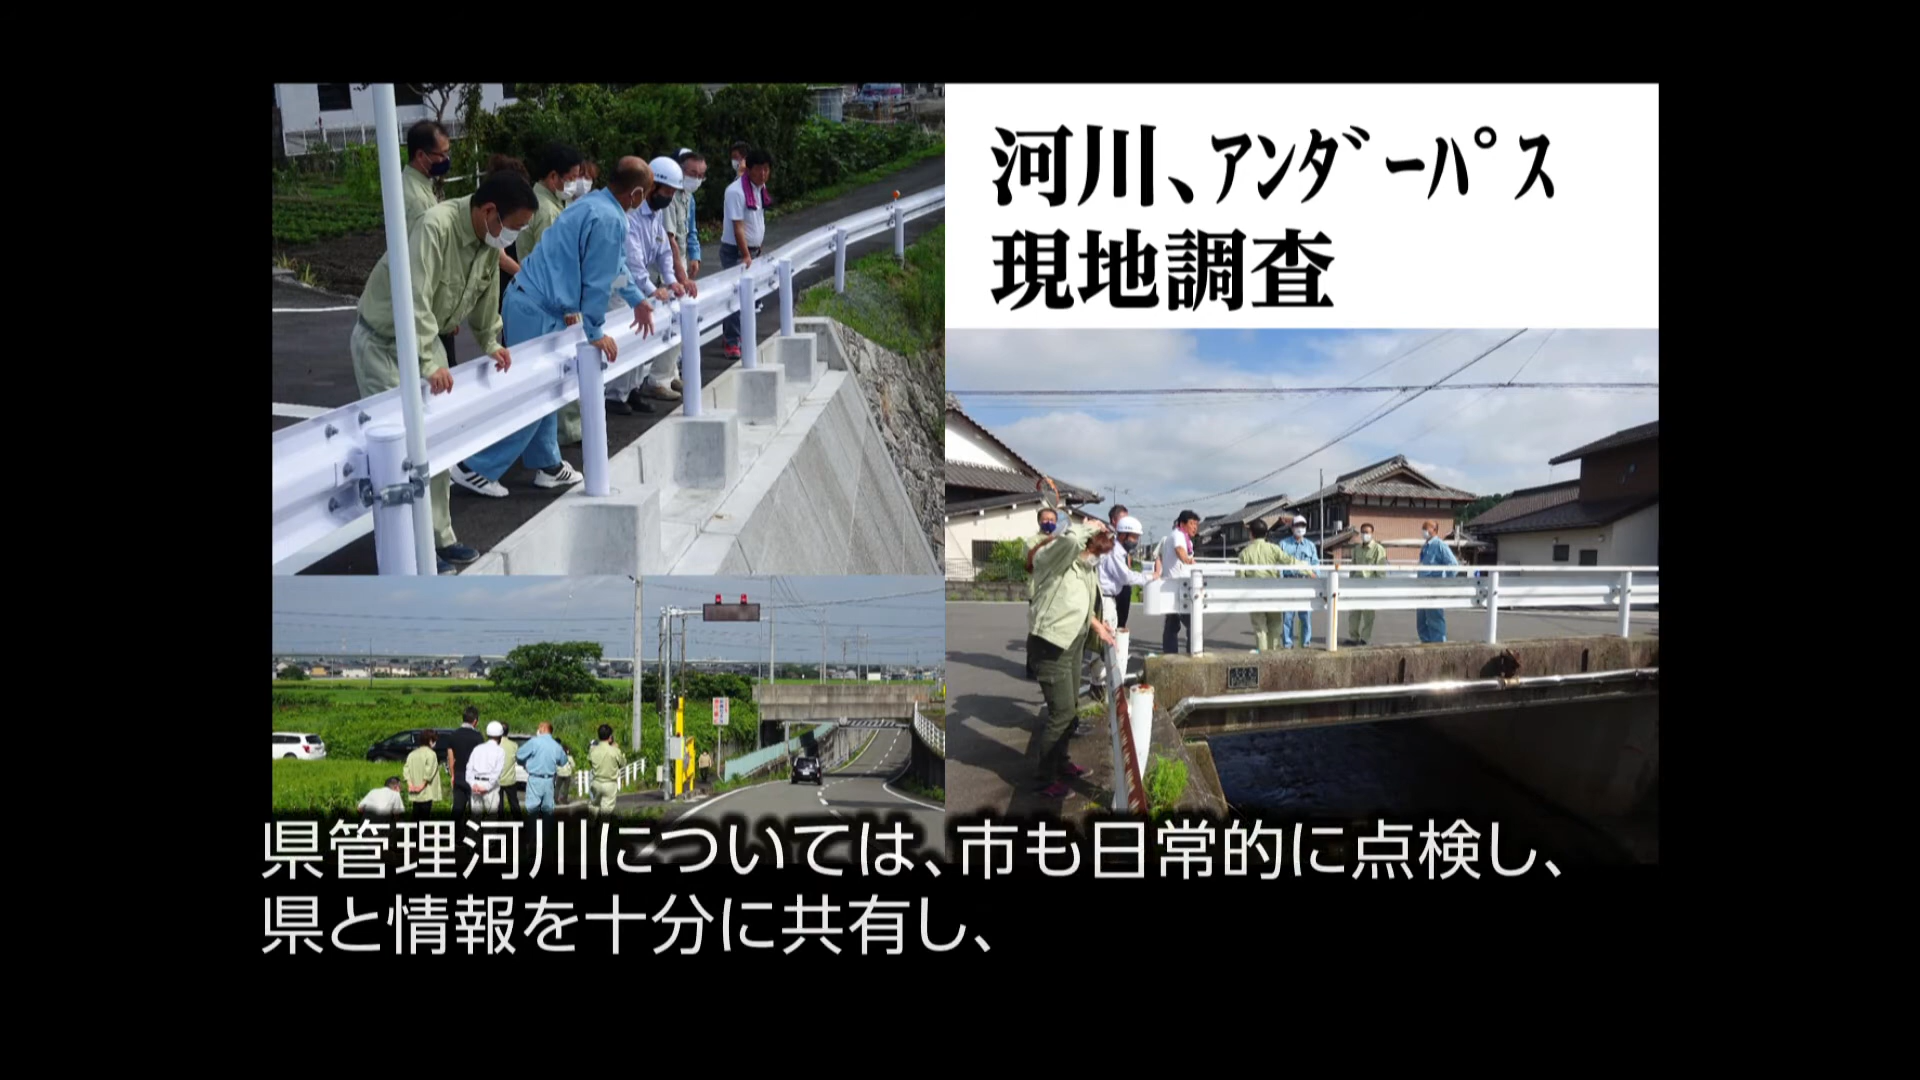 河川、ｱﾝﾀﾞｰﾊﾟｽ
現地調査
県管理河川については、市も日常的に点検し、
県と情報を十分に共有し、